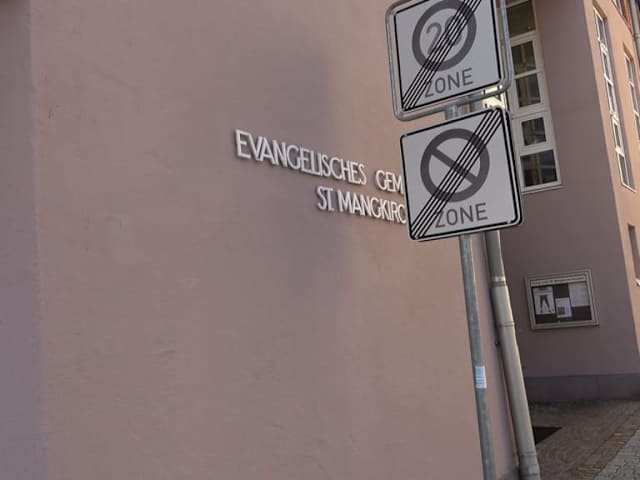 20
ZONE
EVANGELISCHES GEM
ST. MANGKIRC
ZONE